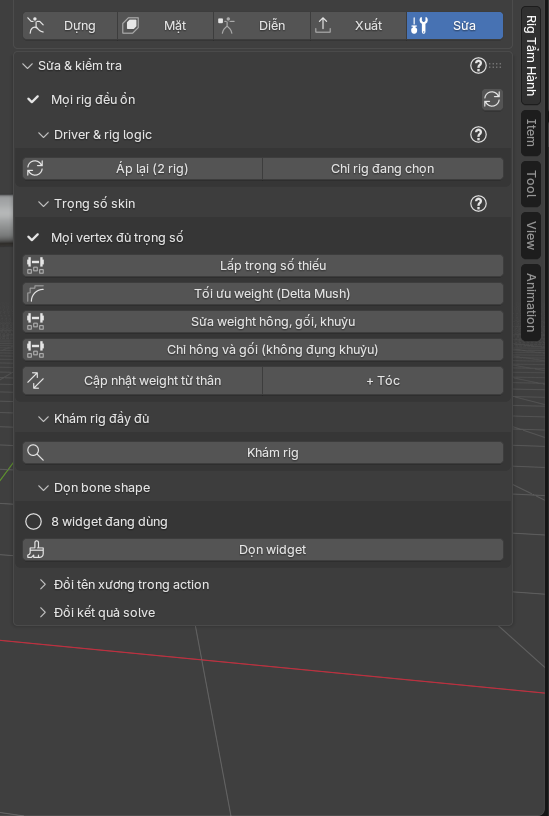 Dựng Mặt Diễn Xuất Sửa
Sửa & kiểm tra
Mọi rig đều ổn
Driver & rig logic
Áp lại (2 rig) Chỉ rig đang chọn
Trọng số skin
Mọi vertex đủ trọng số
Lấp trọng số thiếu
Tối ưu weight (Delta Mush)
Sửa weight hông, gối, khuỷu
Chỉ hông và gối (không đụng khuỷu)
Cập nhật weight từ thân + Tóc
Khám rig đầy đủ
Khám rig
Dọn bone shape
8 widget đang dùng
Dọn widget
Đổi tên xương trong action
Đổi kết quả solve
Rig Tâm Hành
Item
Tool
View
Animation